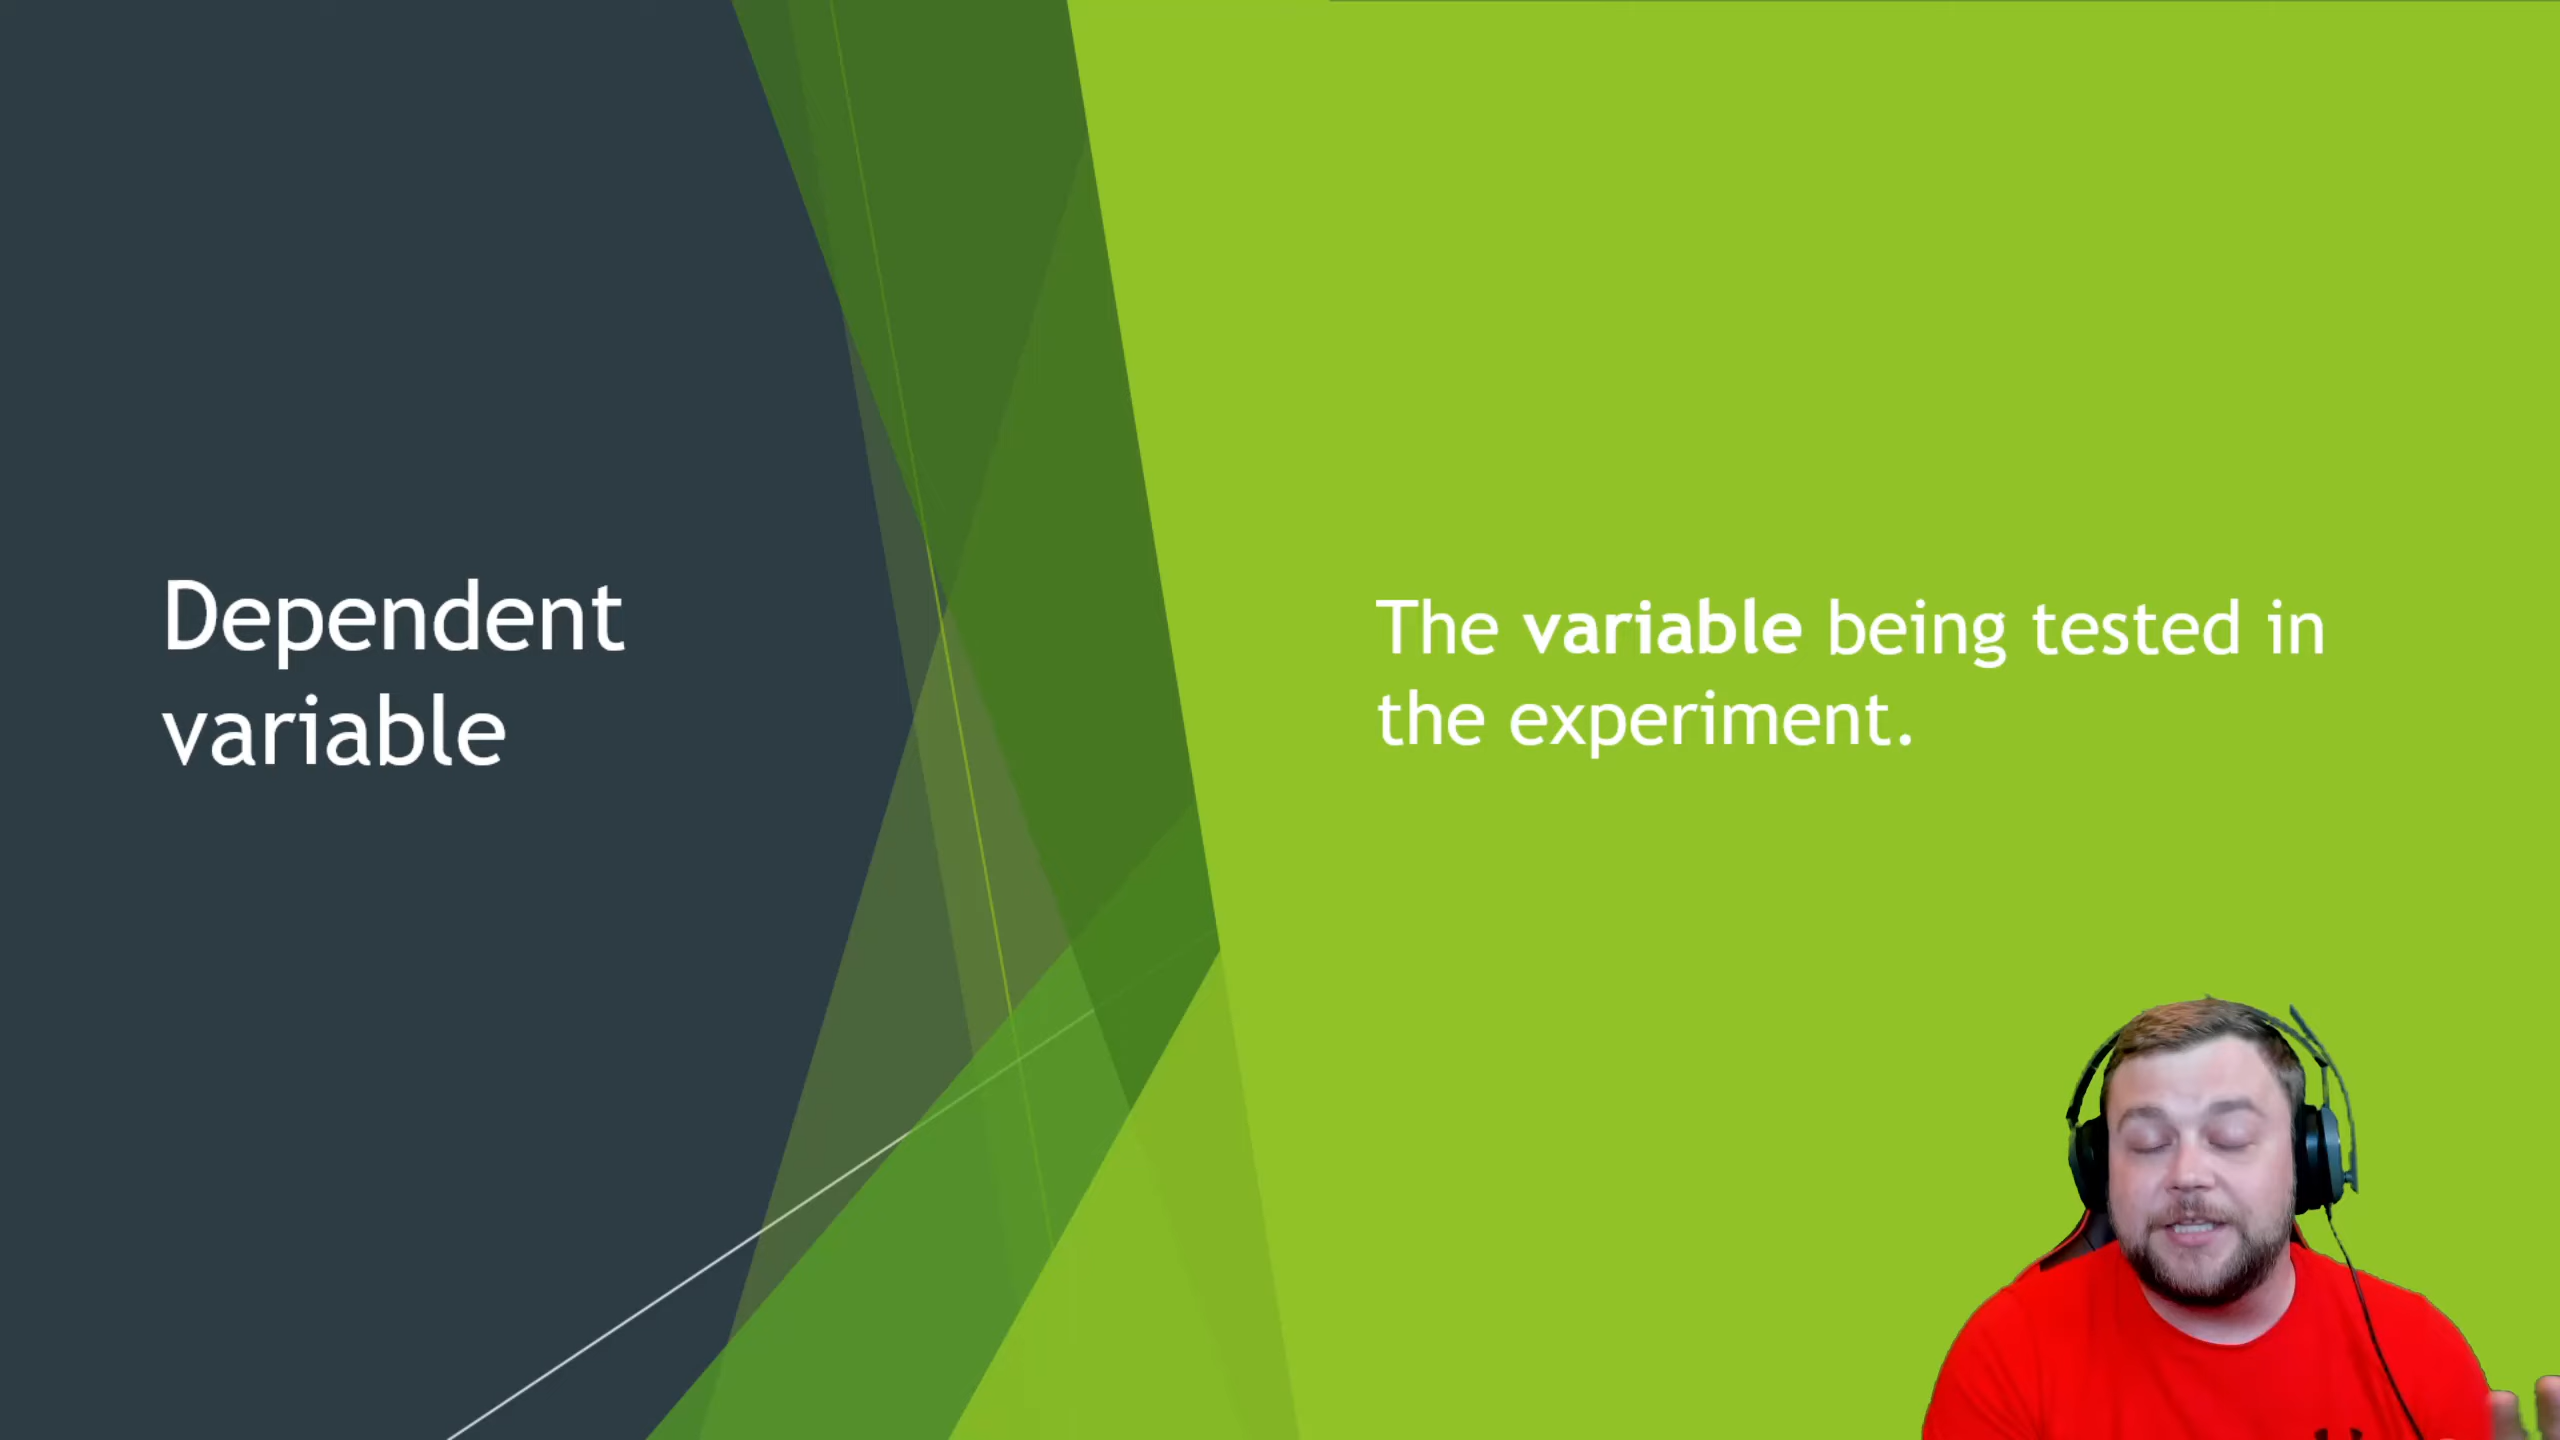 Dependent
variable
The variable being tested in
the experiment.